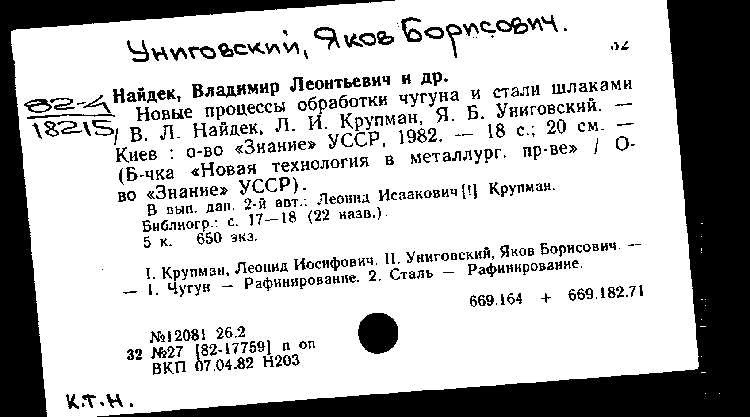 Униговский, Яков Борисович.
32
82-4
18215
Найдек, Владимир Леонтьевич и др.
Новые процессы обработки чугуна и стали шлаками
/ В. Л. Найдек, Л. И. Крупман, Я. Б. Униговский. —
Киев : о-во «Знание» УССР, 1982. — 18 с.; 20 см. —
(Б-чка «Новая технология в металлург. пр-ве» / О-
во «Знание» УССР).
В вып. дан. 2-й авт.: Леонид Исаакович [!] Крупман.
Библиогр.: с. 17—18 (22 назв.).
5 к. 650 экз.
I. Крупман, Леонид Иосифович. II. Униговский, Яков Борисович. —
— 1. Чугун — Рафинирование. 2. Сталь — Рафинирование.
669.164 + 669.182.71
№12081 26.2
32 №27 [82-17759] п оп
ВКП 07.04.82 Н203
к.т.н.